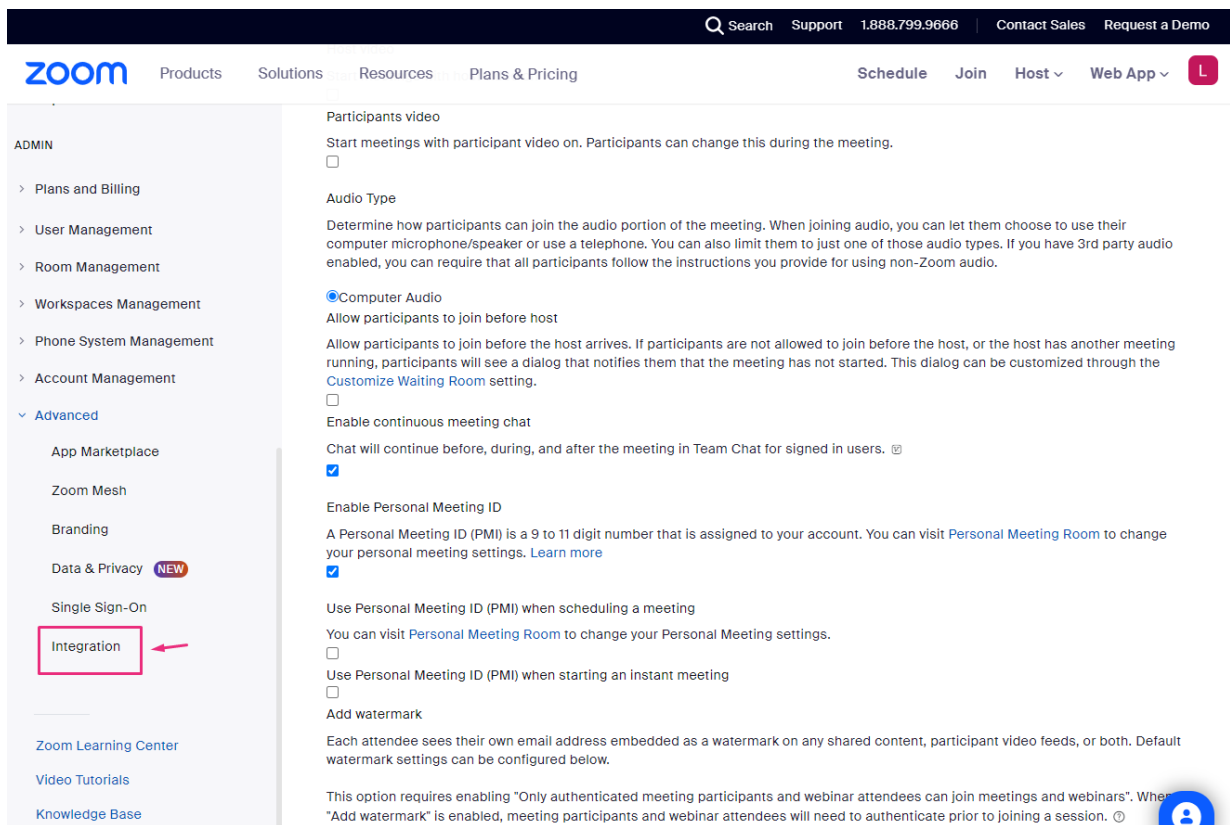 Search Support 1.888.799.9666 Contact Sales Request a Demo
zoom Products Solutions Resources Plans & Pricing Schedule Join Host Web App L
ADMIN
Plans and Billing
User Management
Room Management
Workspaces Management
Phone System Management
Account Management
Advanced
App Marketplace
Zoom Mesh
Branding
Data & Privacy NEW
Single Sign-On
Integration
Zoom Learning Center
Video Tutorials
Knowledge Base
Participants video
Start meetings with participant video on. Participants can change this during the meeting.
Audio Type
Determine how participants can join the audio portion of the meeting. When joining audio, you can let them choose to use their
computer microphone/speaker or use a telephone. You can also limit them to just one of those audio types. If you have 3rd party audio
enabled, you can require that all participants follow the instructions you provide for using non-Zoom audio.
Computer Audio
Allow participants to join before host
Allow participants to join before the host arrives. If participants are not allowed to join before the host, or the host has another meeting
running, participants will see a dialog that notifies them that the meeting has not started. This dialog can be customized through the
Customize Waiting Room setting.
Enable continuous meeting chat
Chat will continue before, during, and after the meeting in Team Chat for signed in users.
Enable Personal Meeting ID
A Personal Meeting ID (PMI) is a 9 to 11 digit number that is assigned to your account. You can visit Personal Meeting Room to change
your personal meeting settings. Learn more
Use Personal Meeting ID (PMI) when scheduling a meeting
You can visit Personal Meeting Room to change your Personal Meeting settings.
Use Personal Meeting ID (PMI) when starting an instant meeting
Add watermark
Each attendee sees their own email address embedded as a watermark on any shared content, participant video feeds, or both. Default
watermark settings can be configured below.
This option requires enabling "Only authenticated meeting participants and webinar attendees can join meetings and webinars". When
"Add watermark" is enabled, meeting participants and webinar attendees will need to authenticate prior to joining a session.